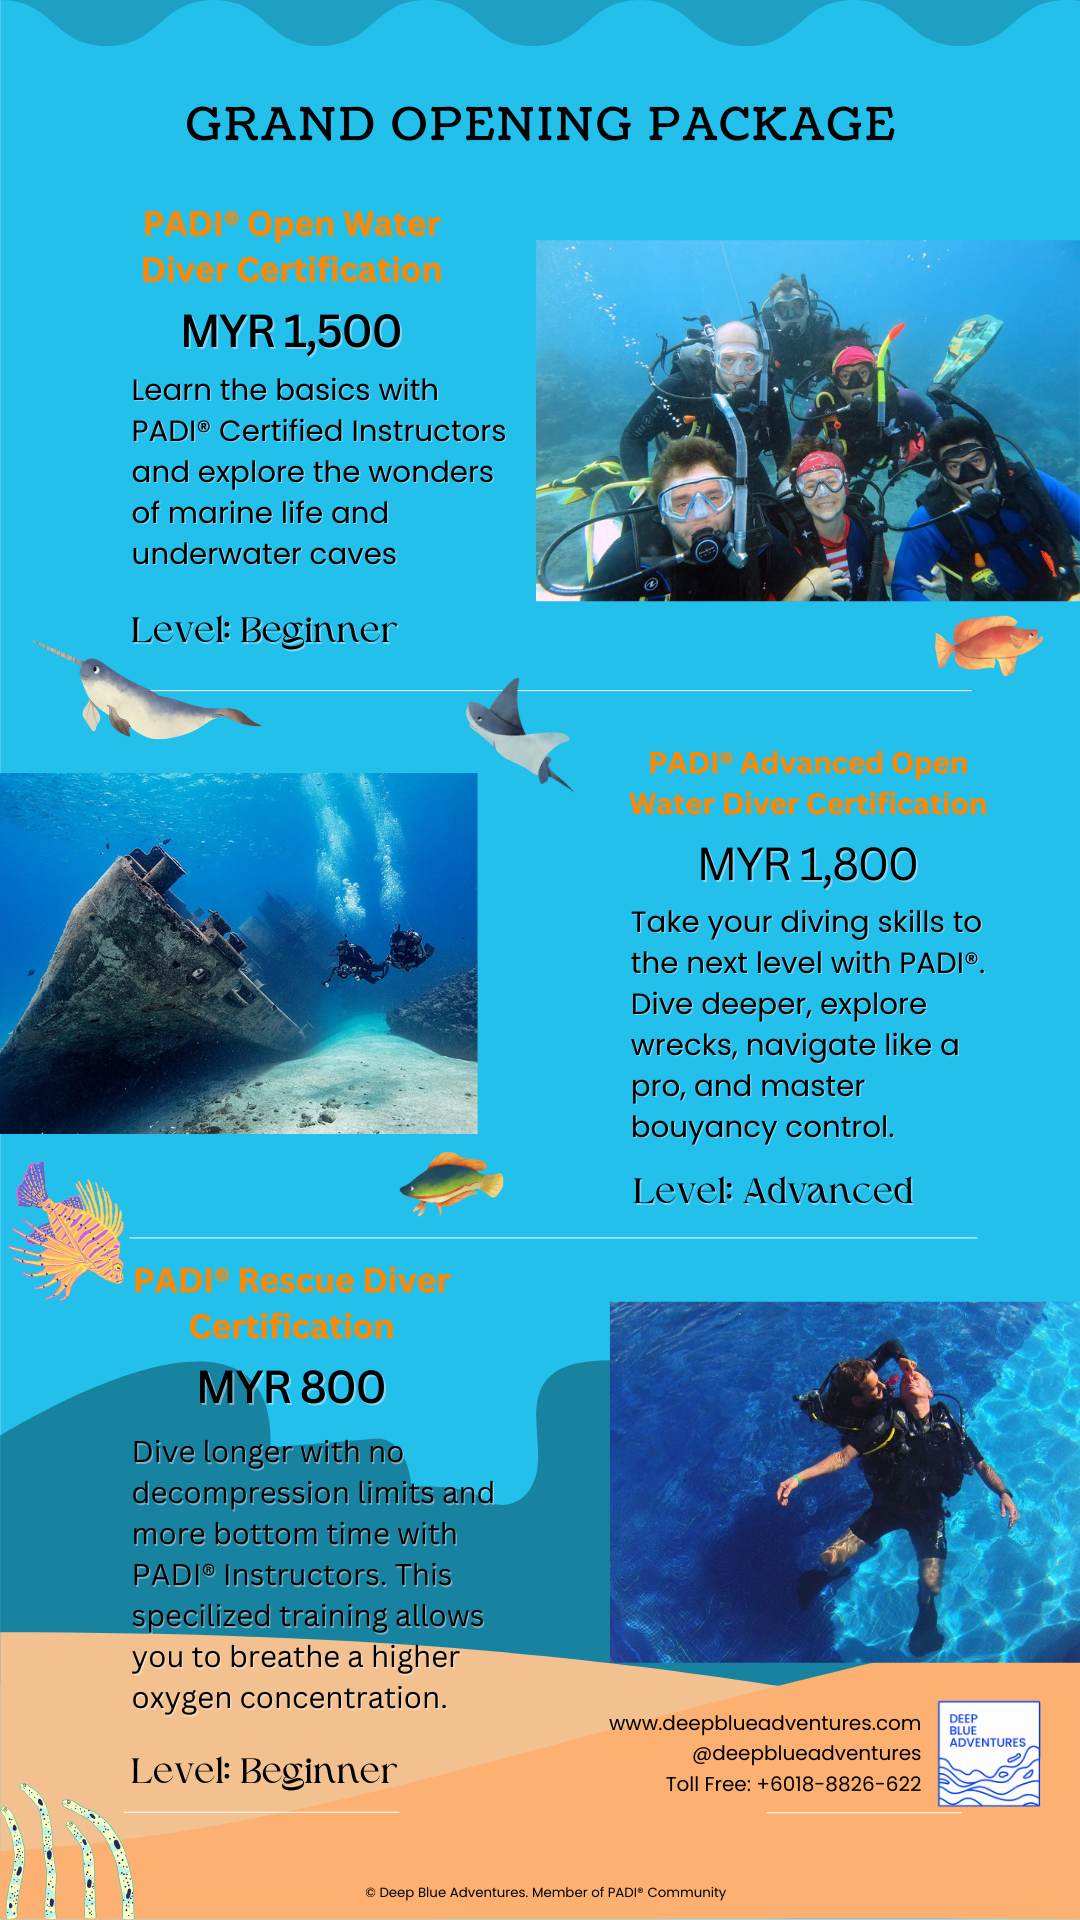 GRAND OPENING PACKAGE
PADI® Open Water
Diver Certification
MYR 1,500
Learn the basics with
PADI® Certified Instructors
and explore the wonders
of marine life and
underwater caves
Level: Beginner
PADI® Advanced Open
Water Diver Certification
MYR 1,800
Take your diving skills to
the next level with PADI®.
Dive deeper, explore
wrecks, navigate like a
pro, and master
bouyancy control.
Level: Advanced
PADI® Rescue Diver
Certification
MYR 800
Dive longer with no
decompression limits and
more bottom time with
PADI® Instructors. This
specilized training allows
you to breathe a higher
oxygen concentration.
Level: Beginner
www.deepblueadventures.com
@deepblueadventures
Toll Free: +6018-8826-622
DEEP
BLUE
ADVENTURES
© Deep Blue Adventures. Member of PADI® Community